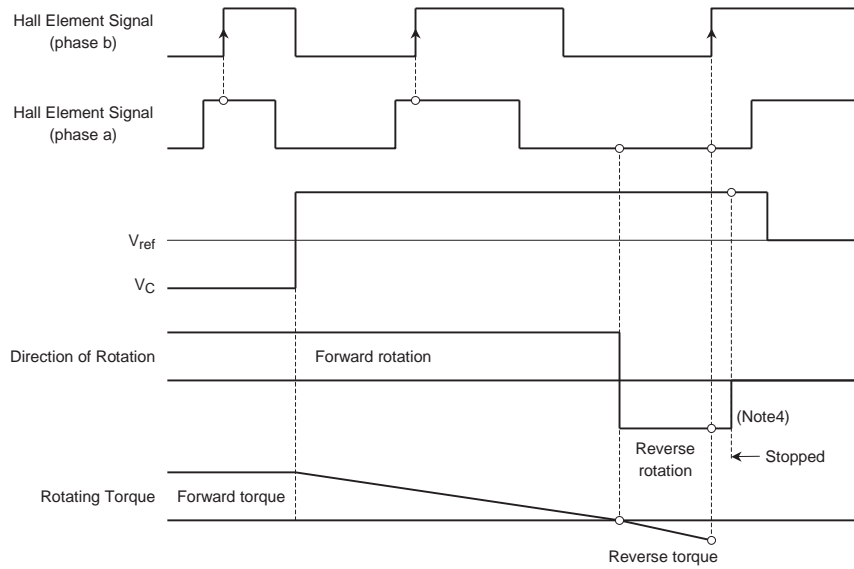 Hall Element Signal
(phase b)
Hall Element Signal
(phase a)
Vref
VC
Direction of Rotation
Forward rotation
(Note4)
Reverse
rotation
Stopped
Rotating Torque
Forward torque
Reverse torque